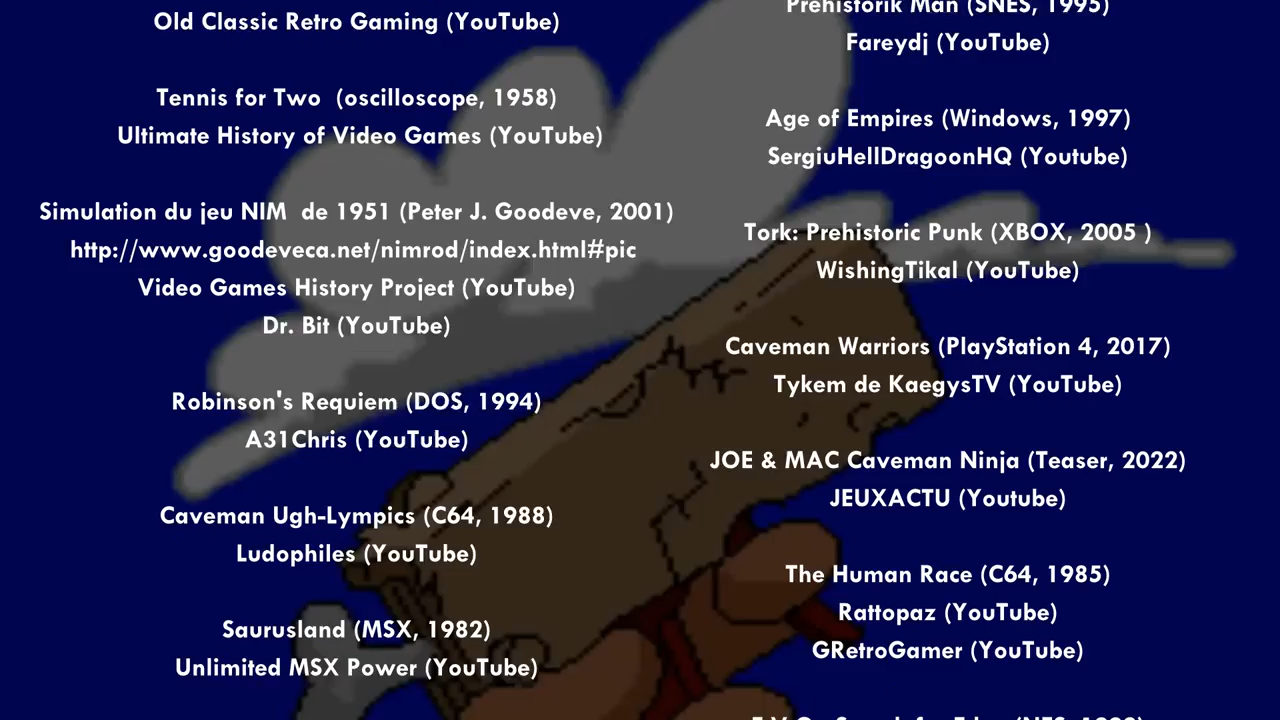 Old Classic Retro Gaming (YouTube)
Tennis for Two (oscilloscope, 1958)
Ultimate History of Video Games (YouTube)
Simulation du jeu NIM de 1951 (Peter J. Goodeve, 2001)
http://www.goodeveca.net/nimrod/index.html#pic
Video Games History Project (YouTube)
Dr. Bit (YouTube)
Robinson's Requiem (DOS, 1994)
A31Chris (YouTube)
Caveman Ugh-Lympics (C64, 1988)
Ludophiles (YouTube)
Saurusland (MSX, 1982)
Unlimited MSX Power (YouTube)
Prehistorik Man (SNES, 1995)
Fareydj (YouTube)
Age of Empires (Windows, 1997)
SergiuHellDragoonHQ (Youtube)
Tork: Prehistoric Punk (XBOX, 2005 )
WishingTikal (YouTube)
Caveman Warriors (PlayStation 4, 2017)
Tykem de KaegysTV (YouTube)
JOE & MAC Caveman Ninja (Teaser, 2022)
JEUXACTU (Youtube)
The Human Race (C64, 1985)
Rattopaz (YouTube)
GRetroGamer (YouTube)